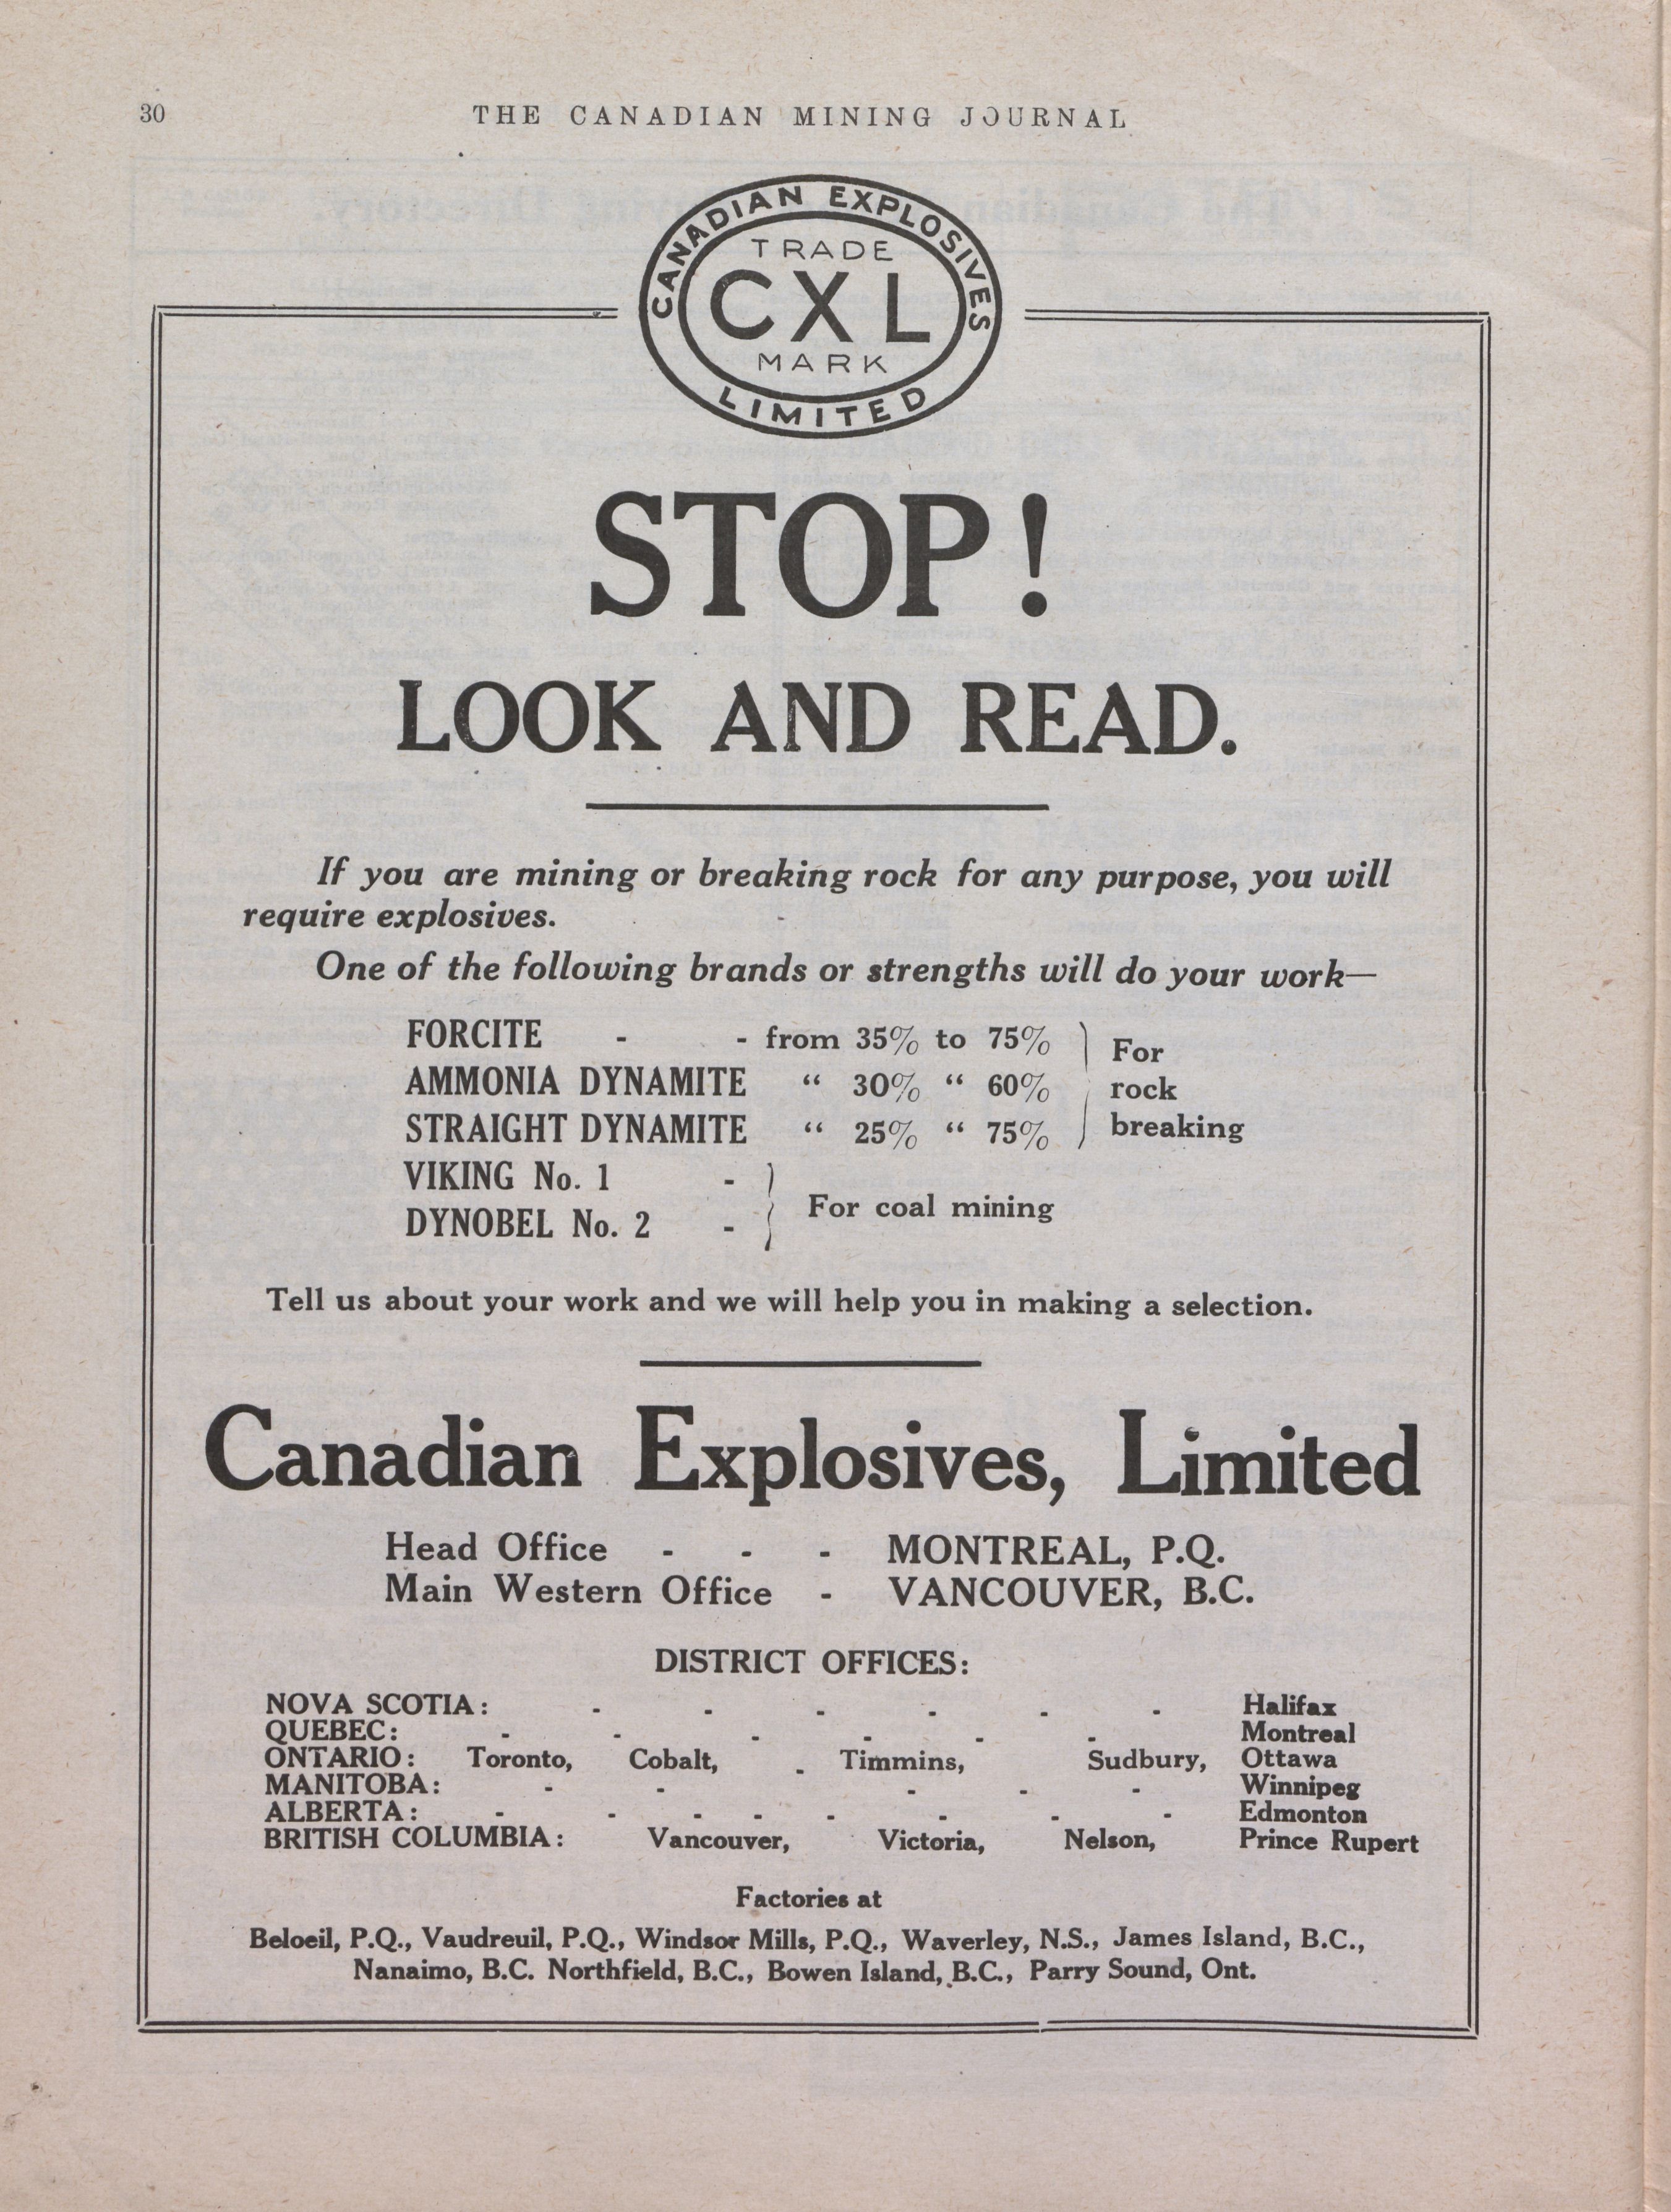 30
THE CANADIAN MINING JOURNAL
CANADIAN EXPLOSIVES
TRADE
CXL
MARK
LIMITED
STOP!
LOOK AND READ.
If you are mining or breaking rock for any purpose, you will
require explosives.
One of the following brands or strengths will do your work—
FORCITE - - from 35% to 75%
AMMONIA DYNAMITE “ 30% “ 60%
STRAIGHT DYNAMITE “ 25% “ 75%
For
rock
breaking
VIKING No. 1 -
DYNOBEL No. 2 -
For coal mining
Tell us about your work and we will help you in making a selection.
Canadian Explosives, Limited
Head Office - - - MONTREAL, P.Q.
Main Western Office - VANCOUVER, B.C.
DISTRICT OFFICES:
NOVA SCOTIA: - - - - - - Halifax
QUEBEC: - - - - - - Montreal
ONTARIO: Toronto, Cobalt, - Timmins, Sudbury, Ottawa
MANITOBA: - - - - - Winnipeg
ALBERTA: - - - - - - - - Edmonton
BRITISH COLUMBIA: Vancouver, Victoria, Nelson, Prince Rupert
Factories at
Beloeil, P.Q., Vaudreuil, P.Q., Windsor Mills, P.Q., Waverley, N.S., James Island, B.C.,
Nanaimo, B.C. Northfield, B.C., Bowen Island, B.C., Parry Sound, Ont.